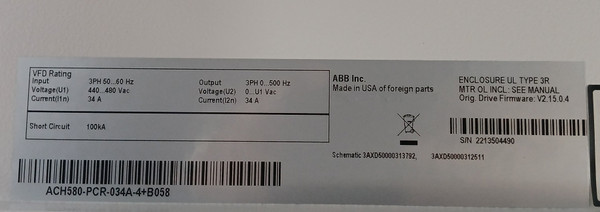 VFD Rating
Input 3PH 50...60 Hz Output 3PH 0...500 Hz
Voltage(U1) 440...480 Vac Voltage(U2) 0...U1 Vac
Current(I1n) 34 A Current(I2n) 34 A
Short Circuit 100kA
ACH580-PCR-034A-4+B058
ABB Inc.
Made in USA of foreign parts
Schematic 3AXD50000313792, 3AXD50000312511
ENCLOSURE UL TYPE 3R
MTR OL INCL: SEE MANUAL
Orig. Drive Firmware: V2.15.0.4
S/N 2213504490